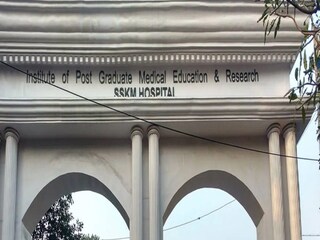 Institute of Post Graduate Medical Education & Research
SSKM HOSPITAL